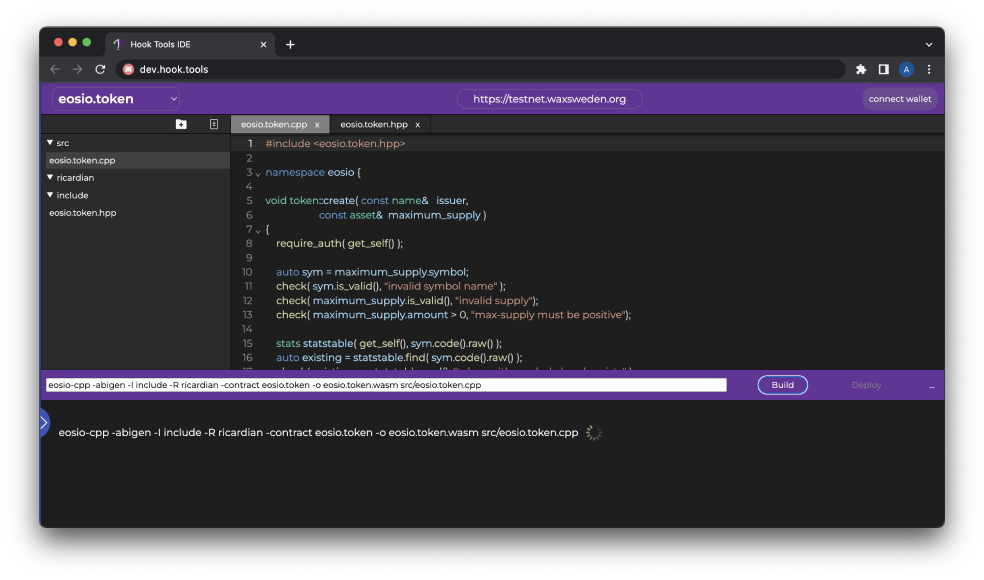 Hook Tools IDE
dev.hook.tools
A
eosio.token
https://testnet.waxsweden.org
connect wallet
eosio.token.cpp x
eosio.token.hpp x
src
eosio.token.cpp
ricardian
include
eosio.token.hpp
1 #include <eosio.token.hpp>
2
3 namespace eosio {
4
5 void token::create( const name& issuer,
6 const asset& maximum_supply )
7 {
8 require_auth( get_self() );
9
10 auto sym = maximum_supply.symbol;
11 check( sym.is_valid(), "invalid symbol name" );
12 check( maximum_supply.is_valid(), "invalid supply");
13 check( maximum_supply.amount > 0, "max-supply must be positive");
14
15 stats statstable( get_self(), sym.code().raw() );
16 auto existing = statstable.find( sym.code().raw() );
eosio-cpp -abigen -I include -R ricardian -contract eosio.token -o eosio.token.wasm src/eosio.token.cpp
Build
Deploy
...
eosio-cpp -abigen -I include -R ricardian -contract eosio.token -o eosio.token.wasm src/eosio.token.cpp